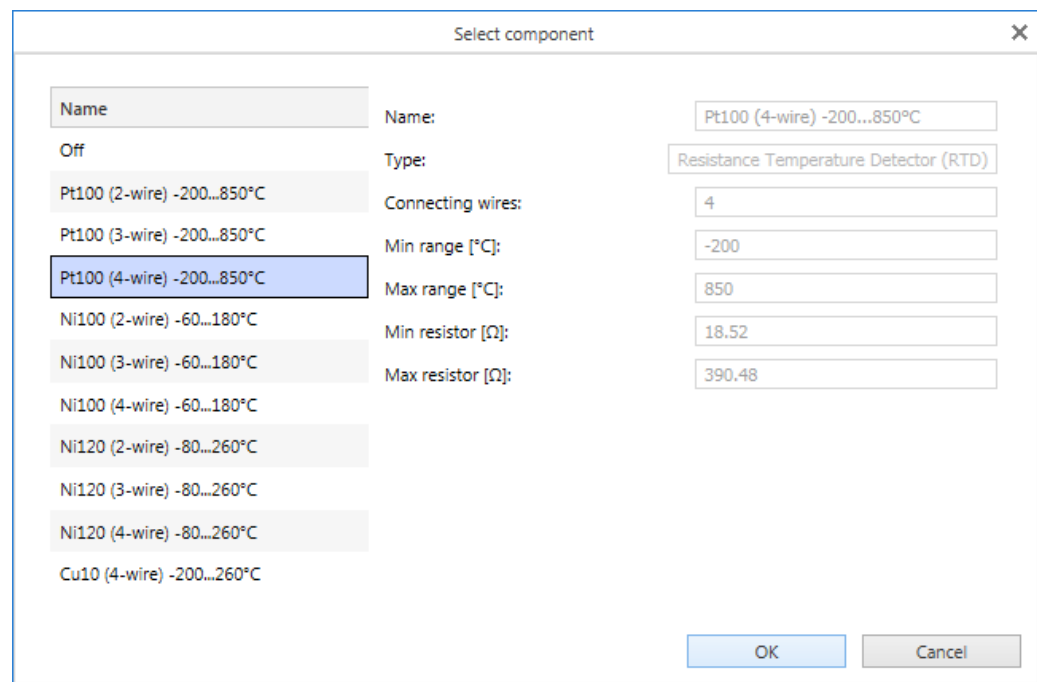 Select component
Name
Off
Pt100 (2-wire) -200...850°C
Pt100 (3-wire) -200...850°C
Pt100 (4-wire) -200...850°C
Ni100 (2-wire) -60...180°C
Ni100 (3-wire) -60...180°C
Ni100 (4-wire) -60...180°C
Ni120 (2-wire) -80...260°C
Ni120 (3-wire) -80...260°C
Ni120 (4-wire) -80...260°C
Cu10 (4-wire) -200...260°C
Name: Pt100 (4-wire) -200...850°C
Type: Resistance Temperature Detector (RTD)
Connecting wires: 4
Min range [°C]: -200
Max range [°C]: 850
Min resistor [Ω]: 18.52
Max resistor [Ω]: 390.48
OK Cancel